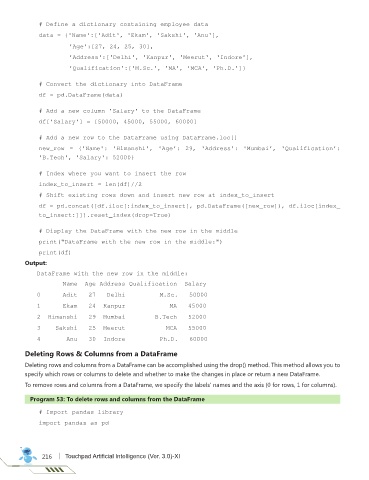 # Define a dictionary containing employee data
data = {'Name':['Adit', 'Ekam', 'Sakshi', 'Anu'],
'Age':[27, 24, 25, 30],
'Address':['Delhi', 'Kanpur', 'Meerut', 'Indore'],
'Qualification':['M.Sc.', 'MA', 'MCA', 'Ph.D.']}
# Convert the dictionary into DataFrame
df = pd.DataFrame(data)
# Add a new column 'Salary' to the DataFrame
df['Salary'] = [50000, 45000, 55000, 60000]
# Add a new row to the DataFrame using DataFrame.loc[]
new_row = {'Name': 'Himanshi', 'Age': 29, 'Address': 'Mumbai', 'Qualification':
'B.Tech', 'Salary': 52000}
# Index where you want to insert the row
index_to_insert = len(df)//2
# Shift existing rows down and insert new row at index_to_insert
df = pd.concat([df.iloc[:index_to_insert], pd.DataFrame([new_row]), df.iloc[index_
to_insert:]]).reset_index(drop=True)
# Display the DataFrame with the new row in the middle
print("DataFrame with the new row in the middle:")
print(df)
Output:
DataFrame with the new row in the middle:
Name Age Address Qualification Salary
0 Adit 27 Delhi M.Sc. 50000
1 Ekam 24 Kanpur MA 45000
2 Himanshi 29 Mumbai B.Tech 52000
3 Sakshi 25 Meerut MCA 55000
4 Anu 30 Indore Ph.D. 60000
Deleting Rows & Columns from a DataFrame
Deleting rows and columns from a DataFrame can be accomplished using the drop() method. This method allows you to
specify which rows or columns to delete and whether to make the changes in place or return a new DataFrame.
To remove rows and columns from a DataFrame, we specify the labels' names and the axis (0 for rows, 1 for columns).
Program 53: To delete rows and columns from the DataFrame
# Import pandas library
import pandas as pd
216 Touchpad Artificial Intelligence (Ver. 3.0)-XI